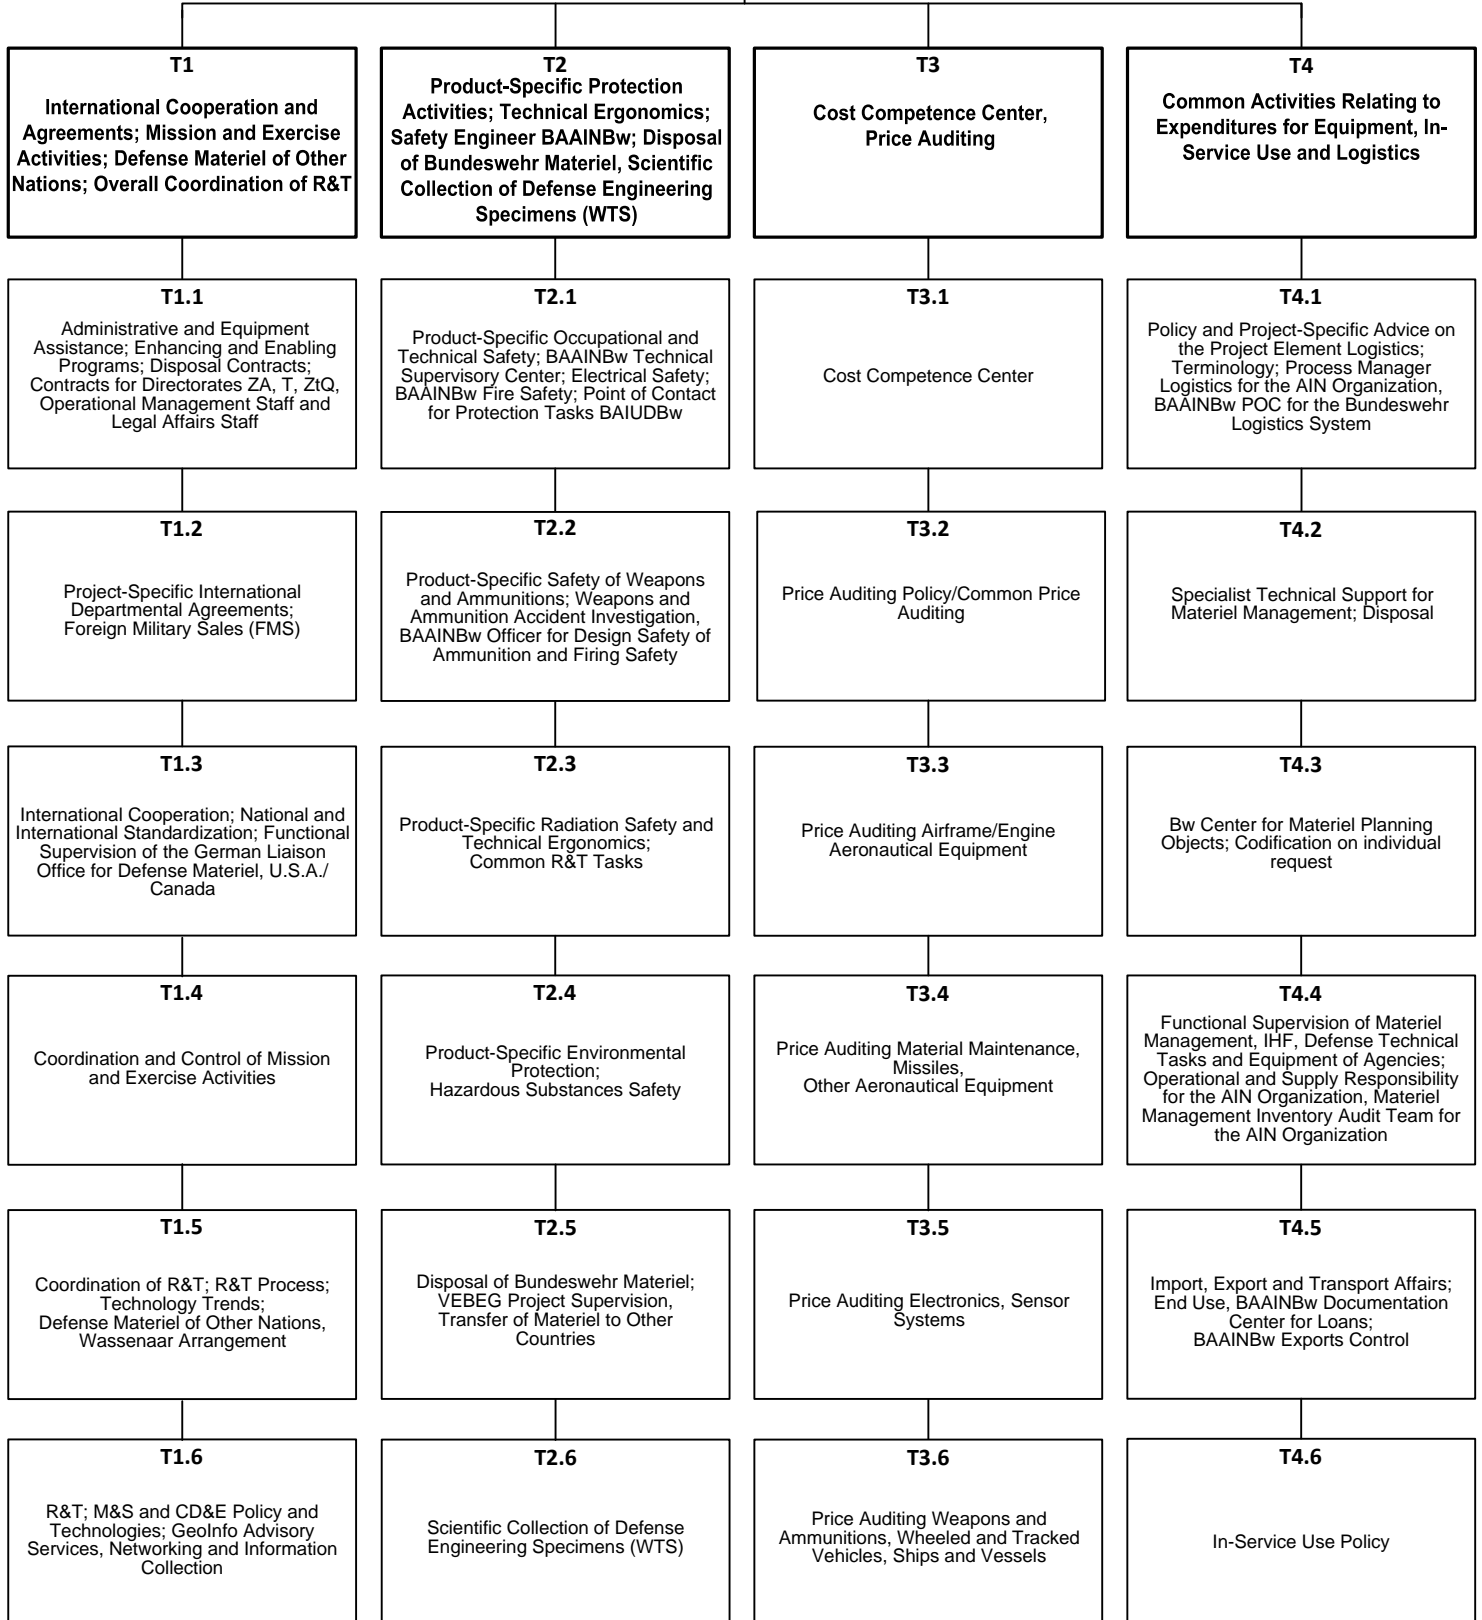 T1
International Cooperation and
Agreements; Mission and Exercise
Activities; Defense Materiel of Other
Nations; Overall Coordination of R&T
T2
Product-Specific Protection
Activities; Technical Ergonomics;
Safety Engineer BAAINBw; Disposal
of Bundeswehr Materiel, Scientific
Collection of Defense Engineering
Specimens (WTS)
T3
Cost Competence Center,
Price Auditing
T4
Common Activities Relating to
Expenditures for Equipment, In-
Service Use and Logistics
T1.1
Administrative and Equipment
Assistance; Enhancing and Enabling
Programs; Disposal Contracts;
Contracts for Directorates ZA, T, ZtQ,
Operational Management Staff and
Legal Affairs Staff
T2.1
Product-Specific Occupational and
Technical Safety; BAAINBw Technical
Supervisory Center; Electrical Safety;
BAAINBw Fire Safety; Point of Contact
for Protection Tasks BAIUDBw
T3.1
Cost Competence Center
T4.1
Policy and Project-Specific Advice on
the Project Element Logistics;
Terminology; Process Manager
Logistics for the AIN Organization,
BAAINBw POC for the Bundeswehr
Logistics System
T1.2
Project-Specific International
Departmental Agreements;
Foreign Military Sales (FMS)
T2.2
Product-Specific Safety of Weapons
and Ammunitions; Weapons and
Ammunition Accident Investigation,
BAAINBw Officer for Design Safety of
Ammunition and Firing Safety
T3.2
Price Auditing Policy/Common Price
Auditing
T4.2
Specialist Technical Support for
Materiel Management; Disposal
T1.3
International Cooperation; National and
International Standardization; Functional
Supervision of the German Liaison
Office for Defense Materiel, U.S.A./
Canada
T2.3
Product-Specific Radiation Safety and
Technical Ergonomics;
Common R&T Tasks
T3.3
Price Auditing Airframe/Engine
Aeronautical Equipment
T4.3
Bw Center for Materiel Planning
Objects; Codification on individual
request
T1.4
Coordination and Control of Mission
and Exercise Activities
T2.4
Product-Specific Environmental
Protection;
Hazardous Substances Safety
T3.4
Price Auditing Material Maintenance,
Missiles,
Other Aeronautical Equipment
T4.4
Functional Supervision of Materiel
Management, IHF, Defense Technical
Tasks and Equipment of Agencies;
Operational and Supply Responsibility
for the AIN Organization, Materiel
Management Inventory Audit Team for
the AIN Organization
T1.5
Coordination of R&T; R&T Process;
Technology Trends;
Defense Materiel of Other Nations,
Wassenaar Arrangement
T2.5
Disposal of Bundeswehr Materiel;
VEBEG Project Supervision,
Transfer of Materiel to Other
Countries
T3.5
Price Auditing Electronics, Sensor
Systems
T4.5
Import, Export and Transport Affairs;
End Use, BAAINBw Documentation
Center for Loans;
BAAINBw Exports Control
T1.6
R&T; M&S and CD&E Policy and
Technologies; GeoInfo Advisory
Services, Networking and Information
Collection
T2.6
Scientific Collection of Defense
Engineering Specimens (WTS)
T3.6
Price Auditing Weapons and
Ammunitions, Wheeled and Tracked
Vehicles, Ships and Vessels
T4.6
In-Service Use Policy